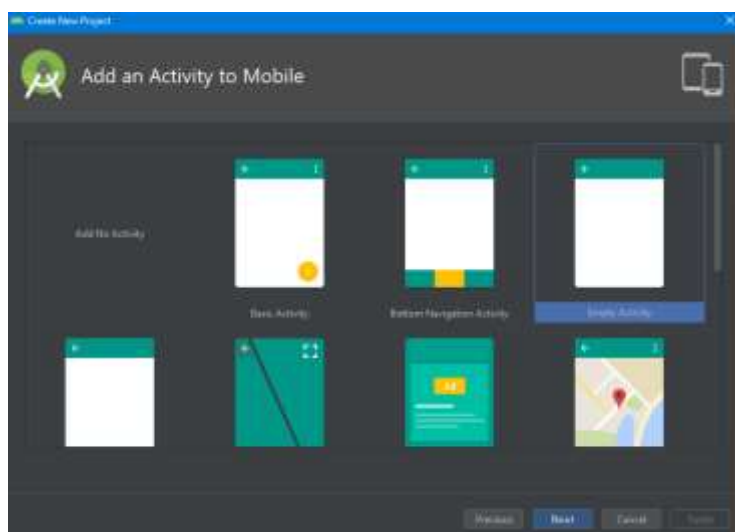 Create New Project
Add an Activity to Mobile
Add No Activity
Basic Activity
Bottom Navigation Activity
Empty Activity
Ad
Previous
Next
Cancel
Finish